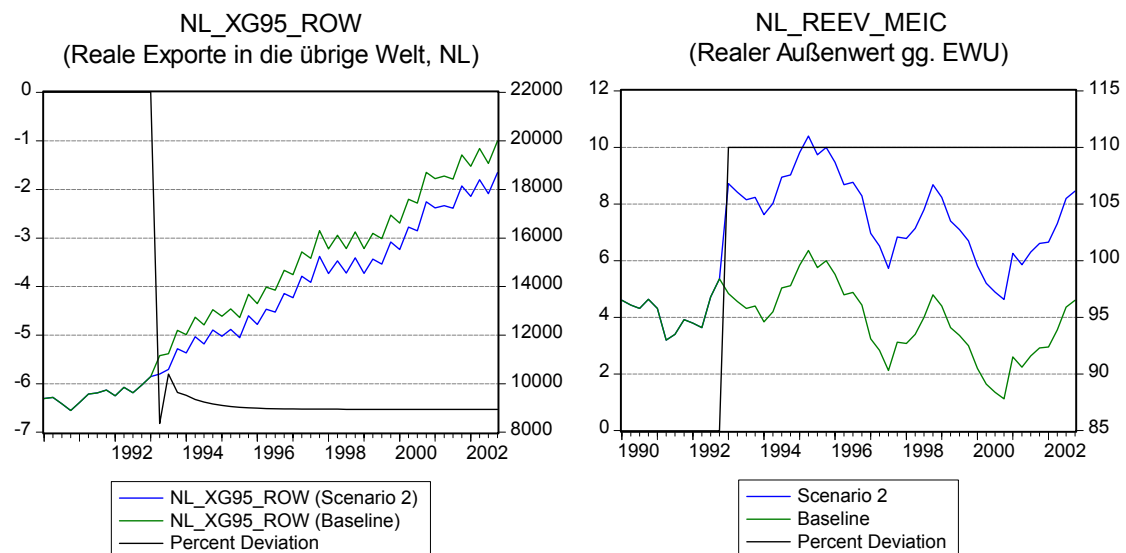 NL_XG95_ROW
(Reale Exporte in die übrige Welt, NL)
0
-1
-2
-3
-4
-5
-6
-7
22000
20000
18000
16000
14000
12000
10000
8000
1992 1994 1996 1998 2000 2002
NL_XG95_ROW (Scenario 2)
NL_XG95_ROW (Baseline)
Percent Deviation
NL_REEV_MEIC
(Realer Außenwert gg. EWU)
12
10
8
6
4
2
0
115
110
105
100
95
90
85
1990 1992 1994 1996 1998 2000 2002
Scenario 2
Baseline
Percent Deviation